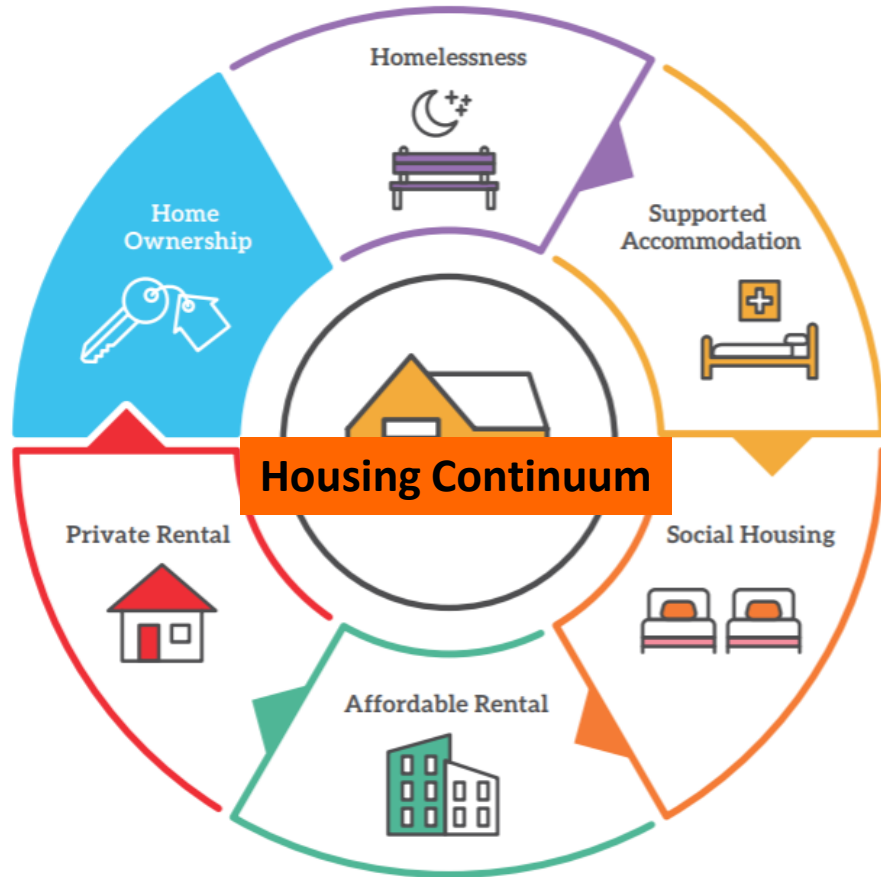 Homelessness
Supported
Accommodation
Social Housing
Affordable Rental
Private Rental
Home
Ownership
Housing Continuum